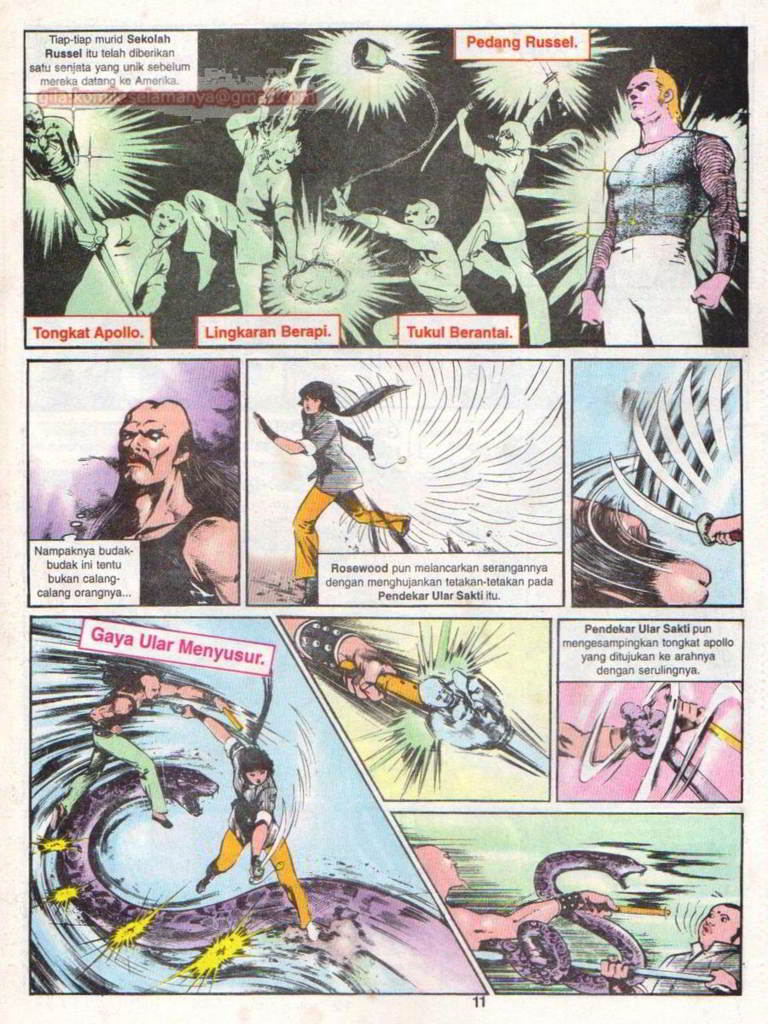 Tiap-tiap murid Sekolah
Russel itu telah diberikan
satu senjata yang unik sebelum
mereka datang ke Amerika.
Pedang Russel.
Tongkat Apollo.
Lingkaran Berapi.
Tukul Berantai.
Nampaknya budak-
budak ini tentu
bukan calang-
calang orangnya...
Rosewood pun melancarkan serangannya
dengan menghujankan tetakan-tetakan pada
Pendekar Ular Sakti itu.
Gaya Ular Menyusur.
Pendekar Ular Sakti pun
mengesampingkan tongkat apollo
yang ditujukan ke arahnya
dengan serulingnya.
11